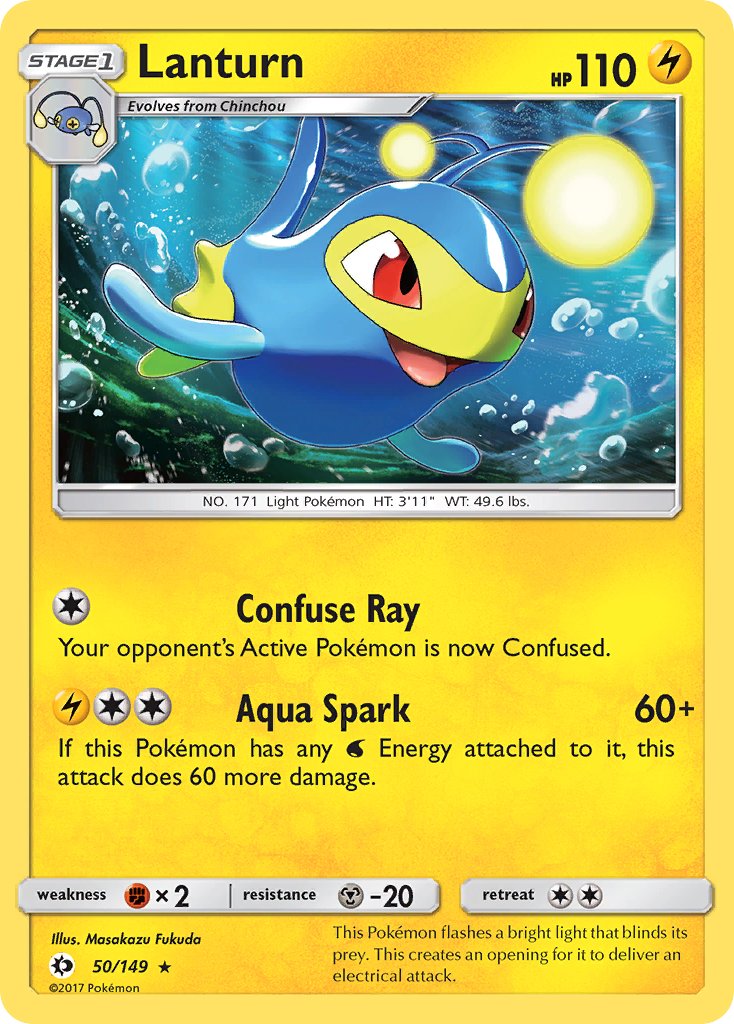 STAGE1
Lanturn
HP 110
Evolves from Chinchou
NO. 171 Light Pokémon HT: 3'11" WT: 49.6 lbs.
Confuse Ray
Your opponent's Active Pokémon is now Confused.
Aqua Spark 60+
If this Pokémon has any Energy attached to it, this
attack does 60 more damage.
weakness ×2 resistance -20 retreat
Illus. Masakazu Fukuda
50/149 ★
©2017 Pokémon
This Pokémon flashes a bright light that blinds its
prey. This creates an opening for it to deliver an
electrical attack.